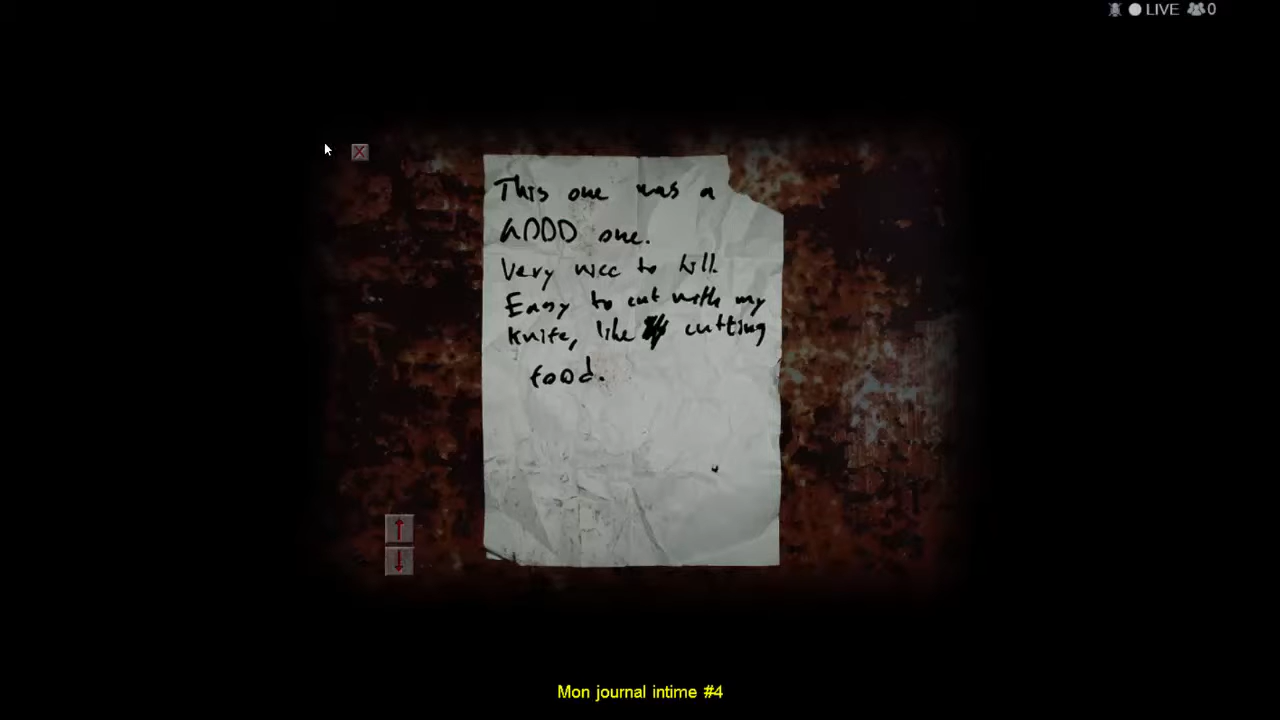 LIVE 0
This one was a
GOOD one.
Very nice to kill.
Easy to cut with my
knife, like cutting
food.
Mon journal intime #4